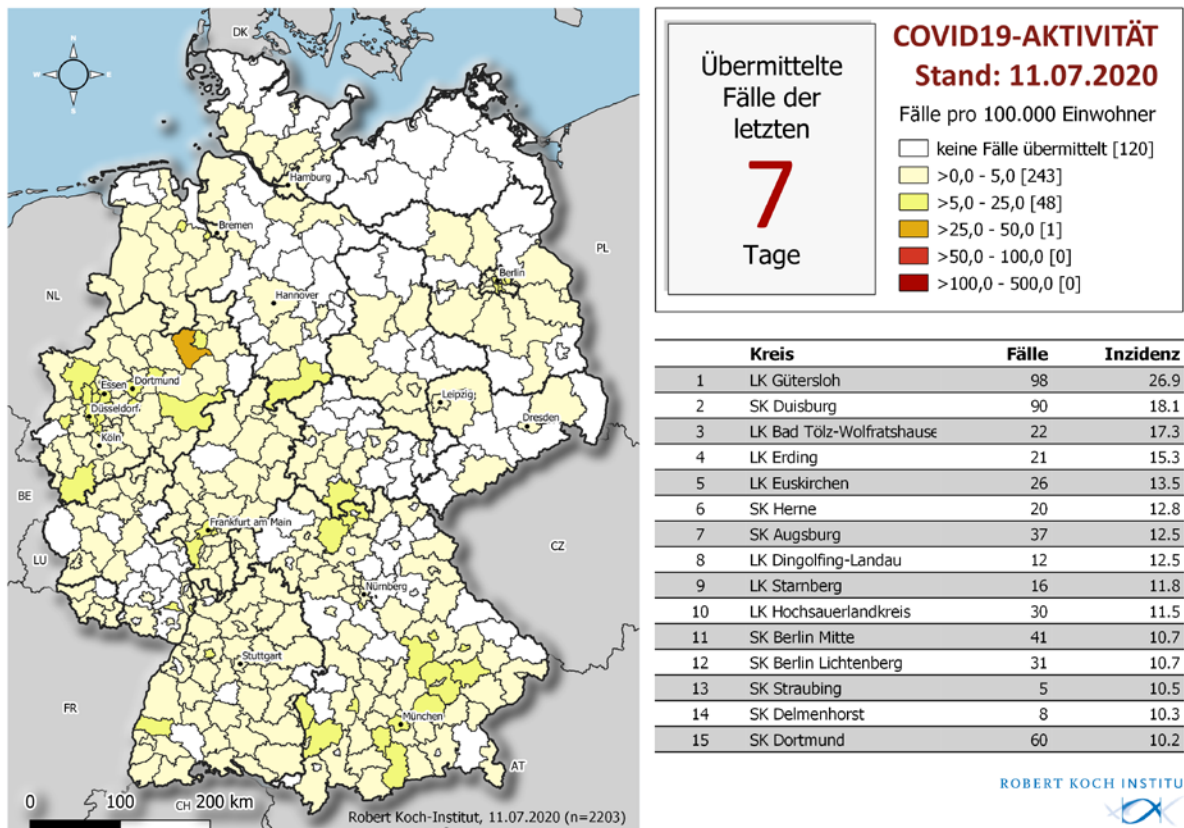 DK
N
W
E
S
Hamburg
Bremen
PL
Berlin
NL
Hannover
Essen
Dortmund
Düsseldorf
Leipzig
Dresden
Köln
BE
Frankfurt am Main
LU
CZ
Nürnberg
Stuttgart
FR
München
AT
0 100 200 km
CH
Robert Koch-Institut, 11.07.2020 (n=2203)
Übermittelte
Fälle der
letzten
7
Tage
COVID19-AKTIVITÄT
Stand: 11.07.2020
Fälle pro 100.000 Einwohner
keine Fälle übermittelt [120]
>0,0 - 5,0 [243]
>5,0 - 25,0 [48]
>25,0 - 50,0 [1]
>50,0 - 100,0 [0]
>100,0 - 500,0 [0]
Kreis Fälle Inzidenz
1 LK Gütersloh 98 26.9
2 SK Duisburg 90 18.1
3 LK Bad Tölz-Wolfratshause 22 17.3
4 LK Erding 21 15.3
5 LK Euskirchen 26 13.5
6 SK Herne 20 12.8
7 SK Augsburg 37 12.5
8 LK Dingolfing-Landau 12 12.5
9 LK Starnberg 16 11.8
10 LK Hochsauerlandkreis 30 11.5
11 SK Berlin Mitte 41 10.7
12 SK Berlin Lichtenberg 31 10.7
13 SK Straubing 5 10.5
14 SK Delmenhorst 8 10.3
15 SK Dortmund 60 10.2
ROBERT KOCH INSTITU